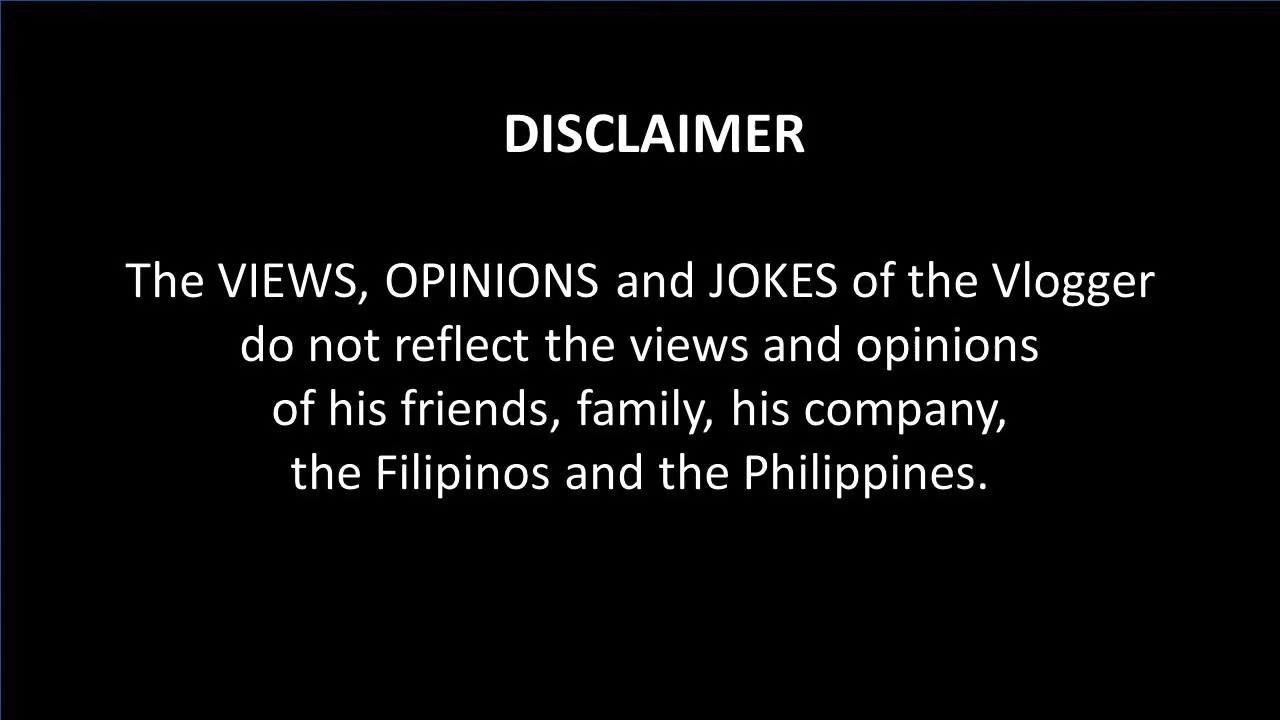 DISCLAIMER
The VIEWS, OPINIONS and JOKES of the Vlogger
do not reflect the views and opinions
of his friends, family, his company,
the Filipinos and the Philippines.